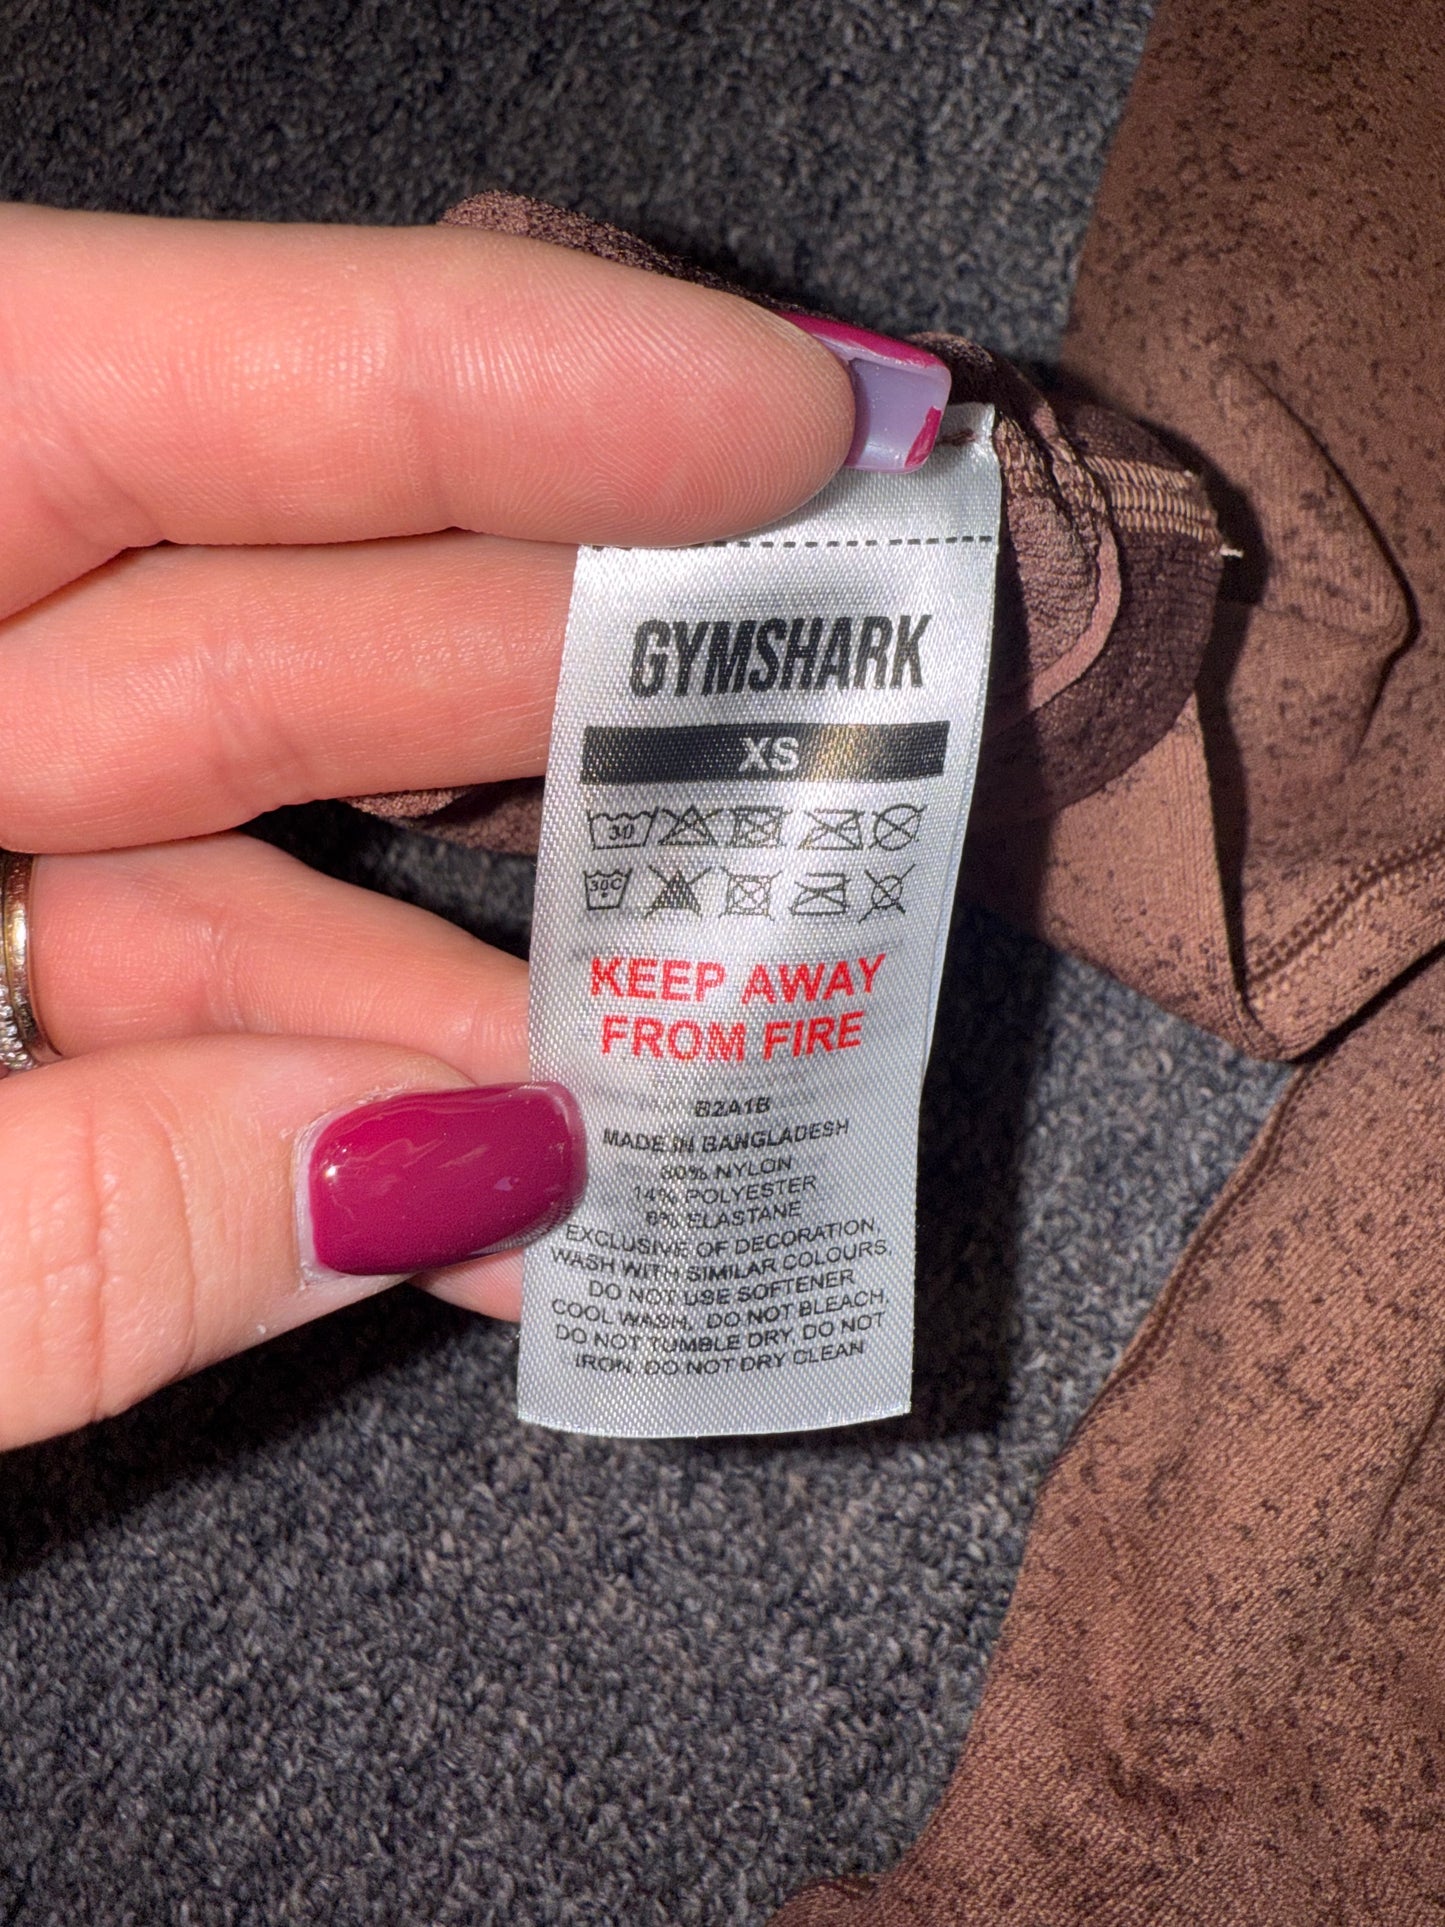 GYMSHARK
XS
30
30C
KEEP AWAY
FROM FIRE
B2A1B
MADE IN BANGLADESH
80% NYLON
14% POLYESTER
6% ELASTANE
EXCLUSIVE OF DECORATION
WASH WITH SIMILAR COLOURS,
DO NOT USE SOFTENER
COOL WASH, DO NOT BLEACH,
DO NOT TUMBLE DRY, DO NOT
IRON, DO NOT DRY CLEAN